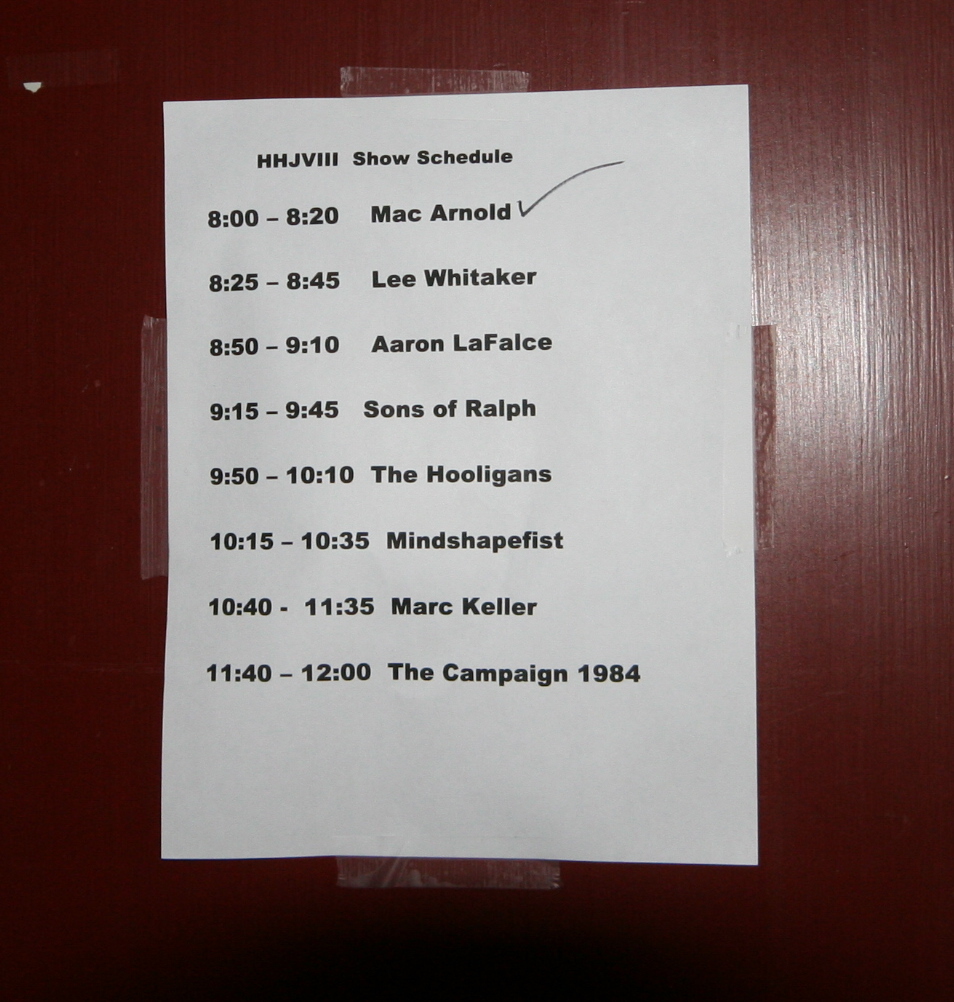 HHJVIII Show Schedule
8:00 – 8:20 Mac Arnold
8:25 – 8:45 Lee Whitaker
8:50 – 9:10 Aaron LaFalce
9:15 – 9:45 Sons of Ralph
9:50 – 10:10 The Hooligans
10:15 – 10:35 Mindshapefist
10:40 - 11:35 Marc Keller
11:40 – 12:00 The Campaign 1984